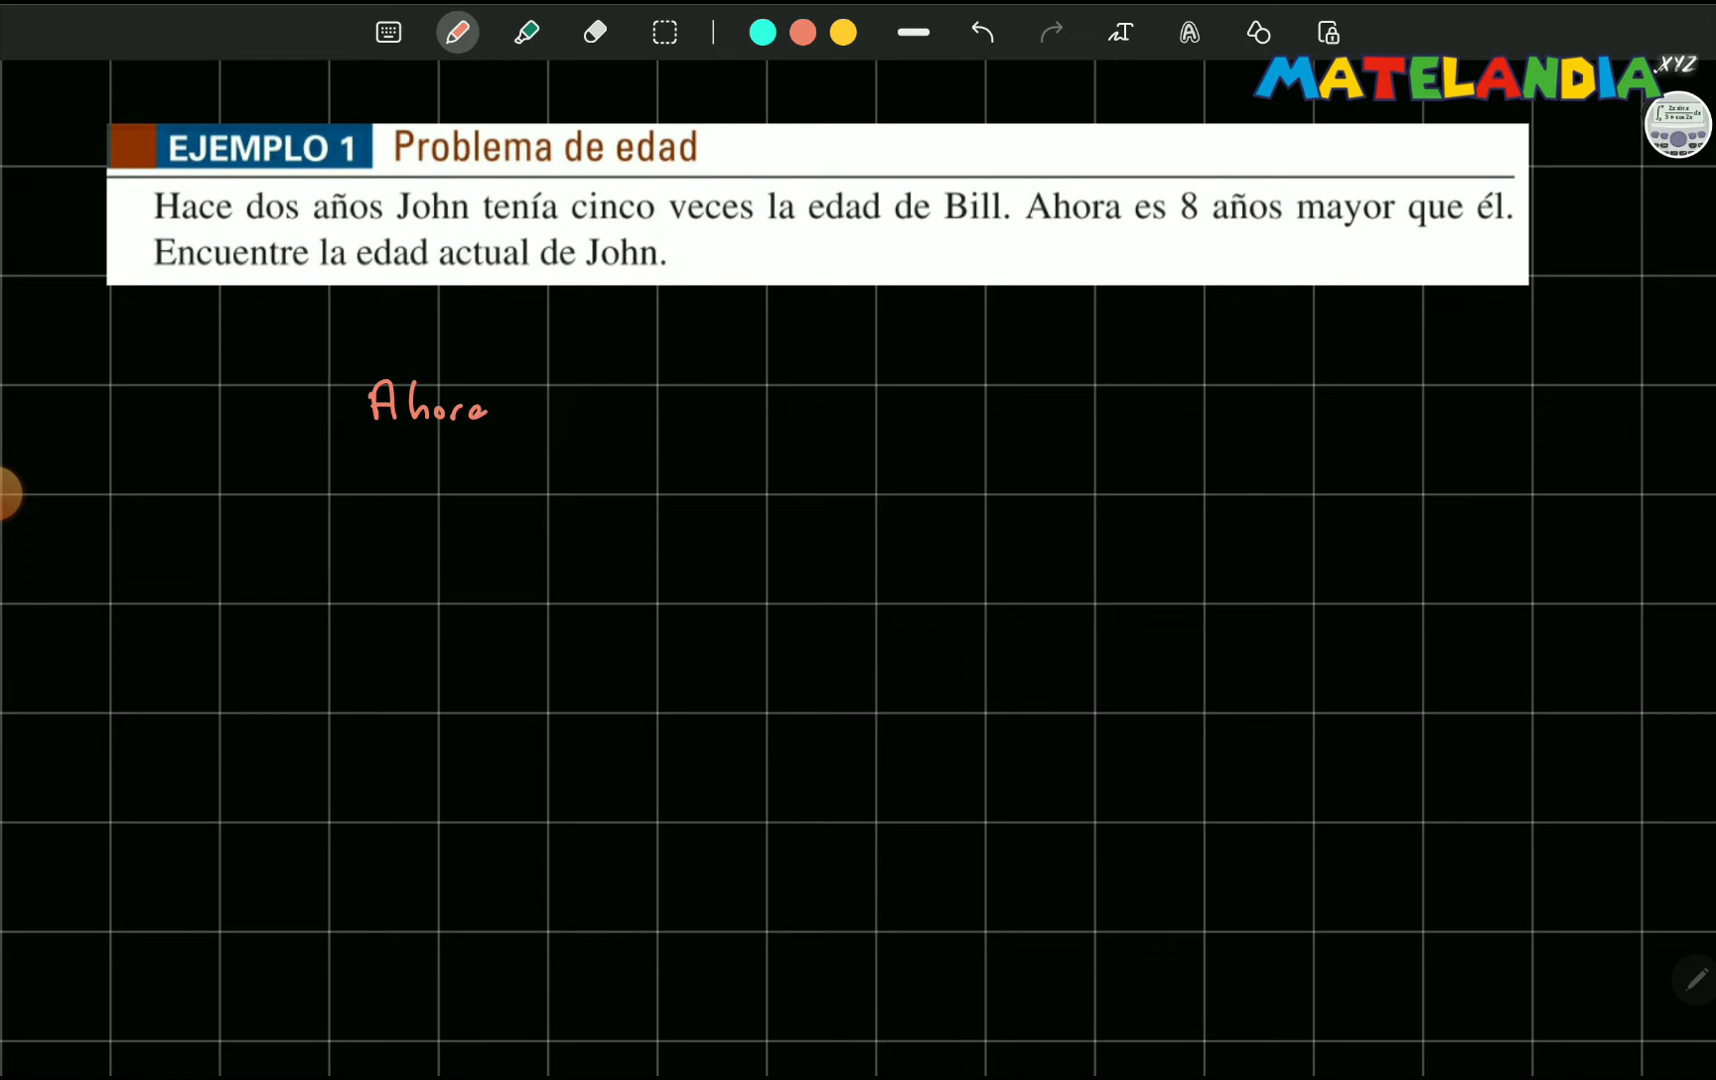 MATELANDIA.XYZ
EJEMPLO 1 Problema de edad
Hace dos años John tenía cinco veces la edad de Bill. Ahora es 8 años mayor que él.
Encuentre la edad actual de John.
Ahora